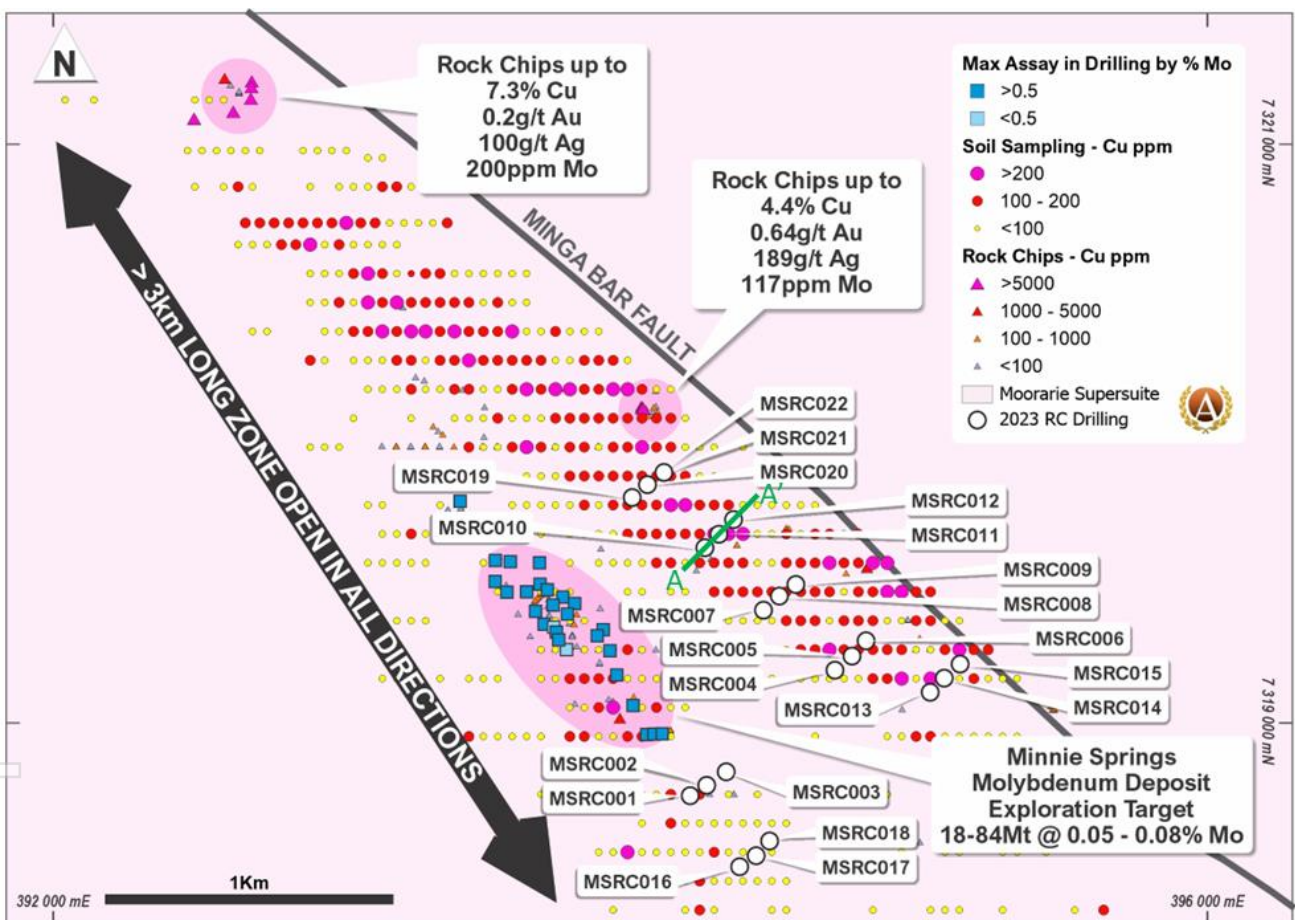 N
Rock Chips up to
7.3% Cu
0.2g/t Au
100g/t Ag
200ppm Mo
Max Assay in Drilling by % Mo
>0.5
<0.5
Soil Sampling - Cu ppm
>200
100 - 200
<100
Rock Chips - Cu ppm
>5000
1000 - 5000
100 - 1000
<100
Moorarie Supersuite
2023 RC Drilling
A
7 321 000 mN
Rock Chips up to
4.4% Cu
0.64g/t Au
189g/t Ag
117ppm Mo
MINGA BAR FAULT
> 3km LONG ZONE OPEN IN ALL DIRECTIONS
MSRC022
MSRC021
MSRC020
MSRC019
A'
MSRC012
MSRC010
MSRC011
A
MSRC009
MSRC008
MSRC007
MSRC006
MSRC005
MSRC015
MSRC004
MSRC014
MSRC013
7 319 000 mN
Minnie Springs
Molybdenum Deposit
Exploration Target
18-84Mt @ 0.05 - 0.08% Mo
MSRC002
MSRC001
MSRC003
MSRC018
MSRC017
MSRC016
392 000 mE
1Km
396 000 mE